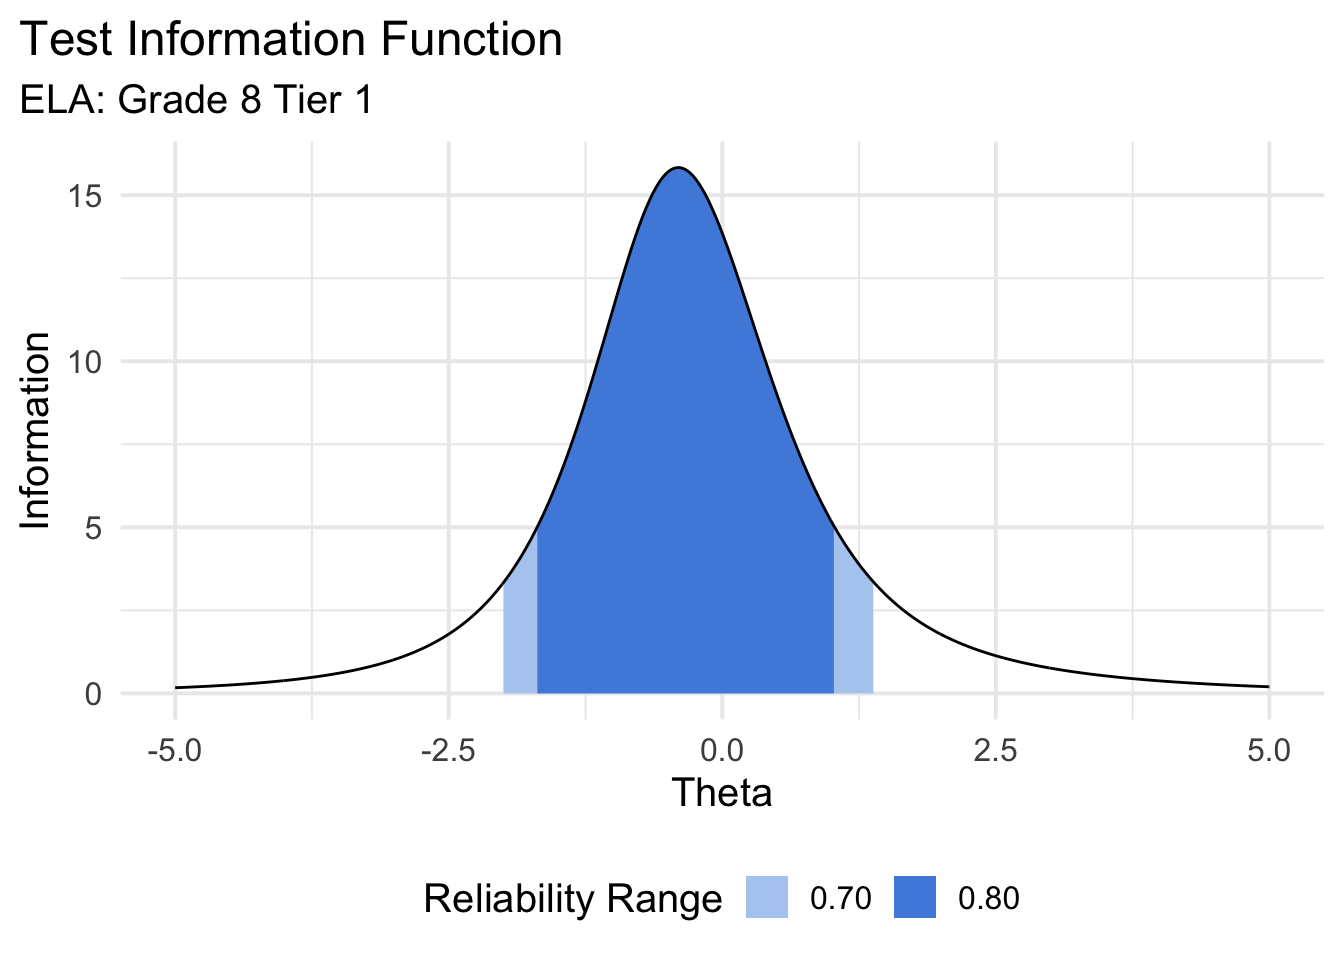 Test Information Function
ELA: Grade 8 Tier 1
Information
15
10
5
0
-5.0 -2.5 0.0 2.5 5.0
Theta
Reliability Range 0.70 0.80